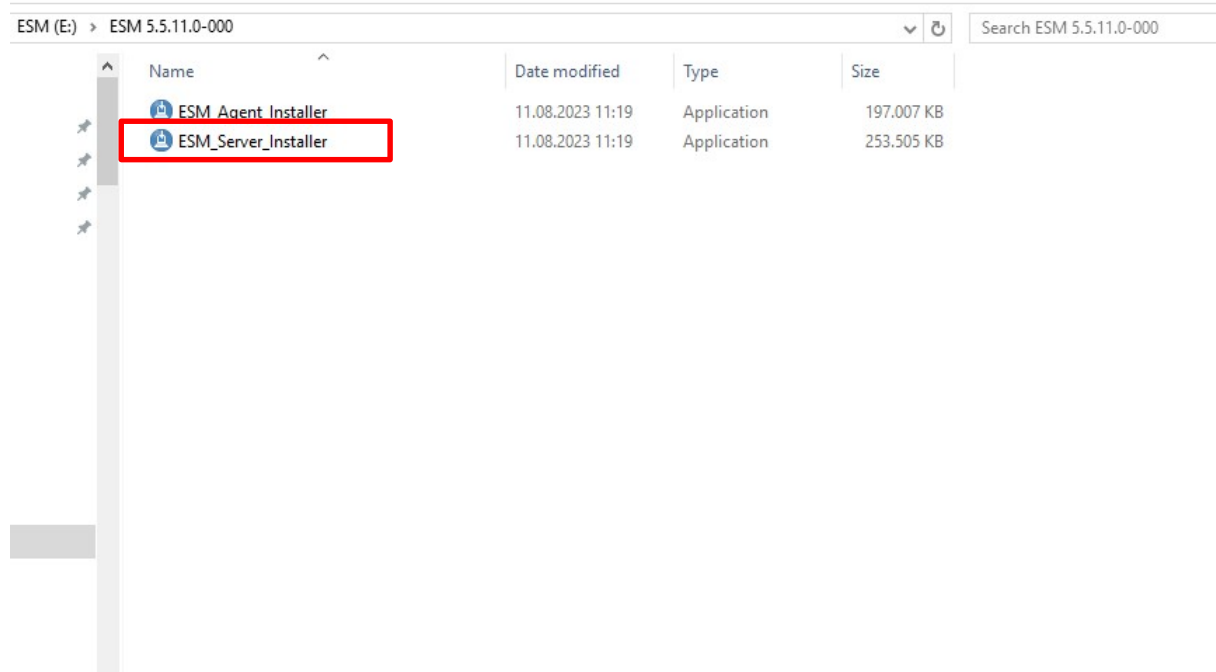 ESM (E:) > ESM 5.5.11.0-000 Search ESM 5.5.11.0-000
Name Date modified Type Size
ESM_Agent_Installer 11.08.2023 11:19 Application 197.007 KB
ESM_Server_Installer 11.08.2023 11:19 Application 253.505 KB